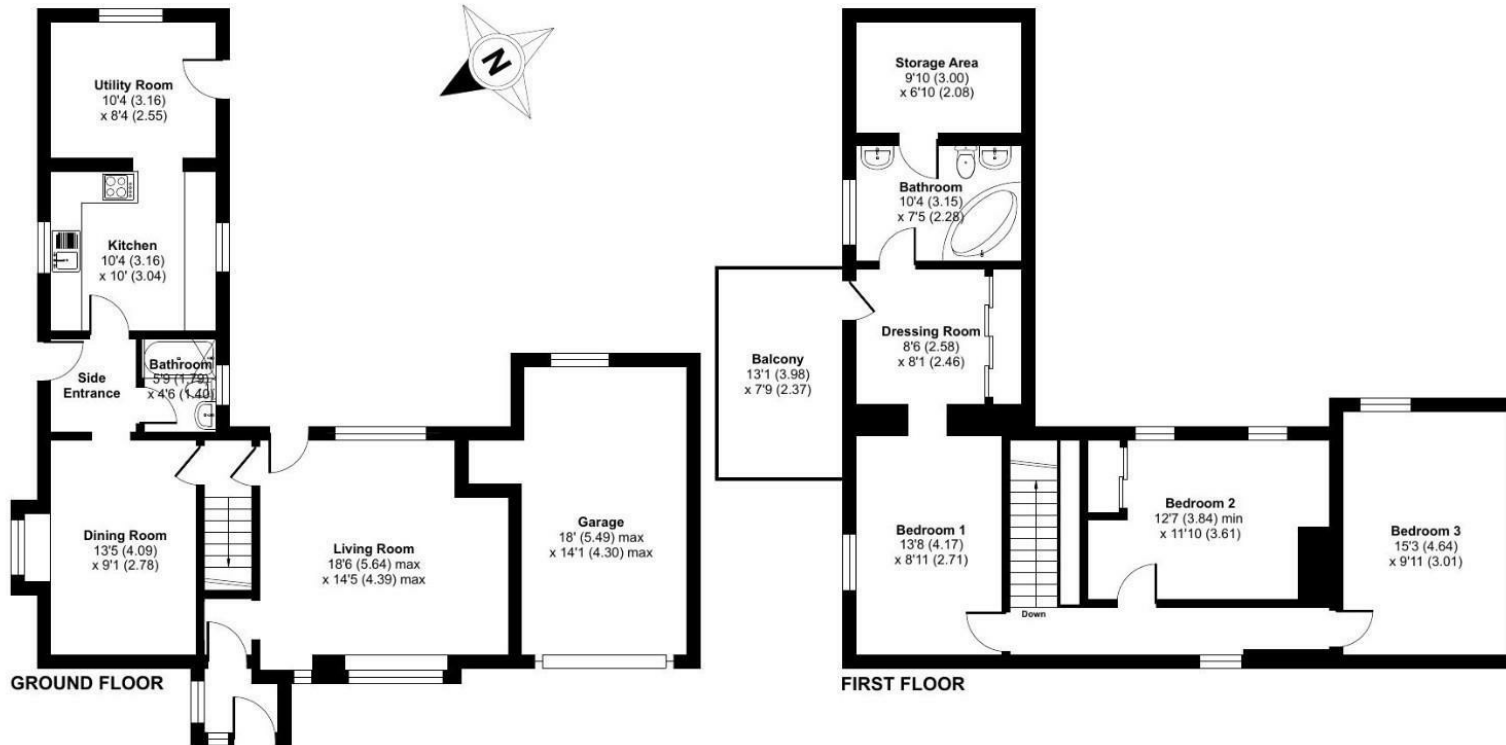 Utility Room
10'4 (3.16)
x 8'4 (2.55)
Kitchen
10'4 (3.16)
x 10' (3.04)
Side
Entrance
Bathroom
5'9 (1.79)
x 4'6 (1.40)
Dining Room
13'5 (4.09)
x 9'1 (2.78)
Living Room
18'6 (5.64) max
x 14'5 (4.39) max
Garage
18' (5.49) max
x 14'1 (4.30) max
GROUND FLOOR
N
Storage Area
9'10 (3.00)
x 6'10 (2.08)
Bathroom
10'4 (3.15)
x 7'5 (2.28)
Dressing Room
8'6 (2.58)
x 8'1 (2.46)
Balcony
13'1 (3.98)
x 7'9 (2.37)
Bedroom 1
13'8 (4.17)
x 8'11 (2.71)
Down
Bedroom 2
12'7 (3.84) min
x 11'10 (3.61)
Bedroom 3
15'3 (4.64)
x 9'11 (3.01)
FIRST FLOOR